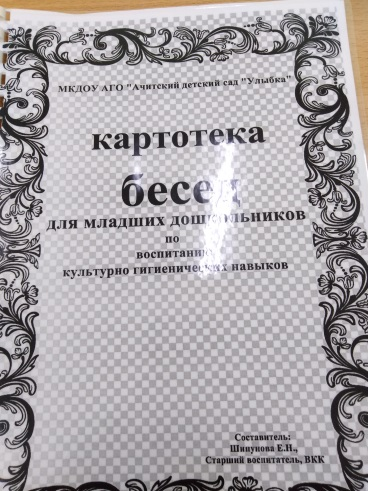 МКДОУ АГО "Ачитский детский сад "Улыбка"
картотека
бесед
для младших дошкольников
по
воспитанию
культурно гигиенических навыков
Составитель:
Шипунова Е.Н.,
Старший воспитатель, ВКК